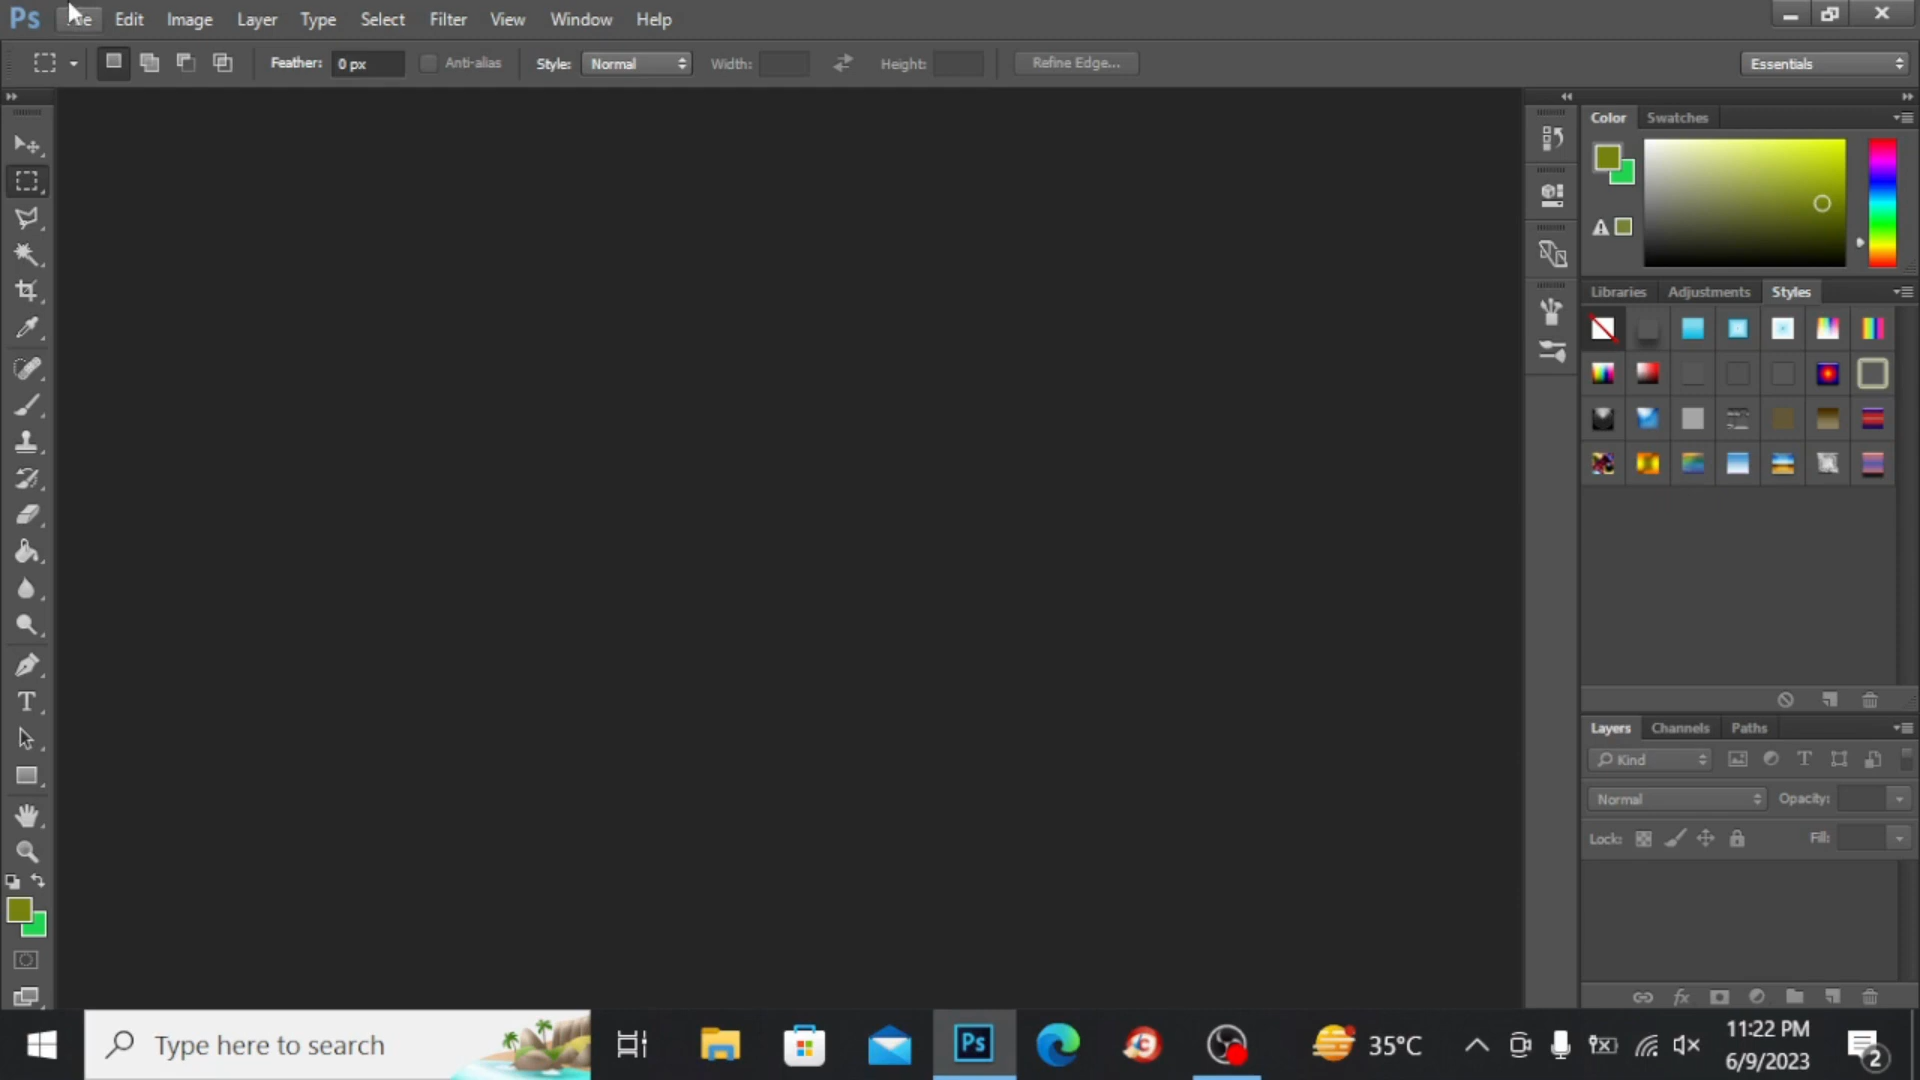 Ps Edit Image Layer Type Select Filter View Window Help
Feather: 0 px Anti-alias Style: Normal Width: Height: Refine Edge... Essentials
Color Swatches
Libraries Adjustments Styles
Layers Channels Paths
Kind
Normal Opacity:
Lock: Fill:
Type here to search
Ps
35°C
11:22 PM
6/9/2023
2